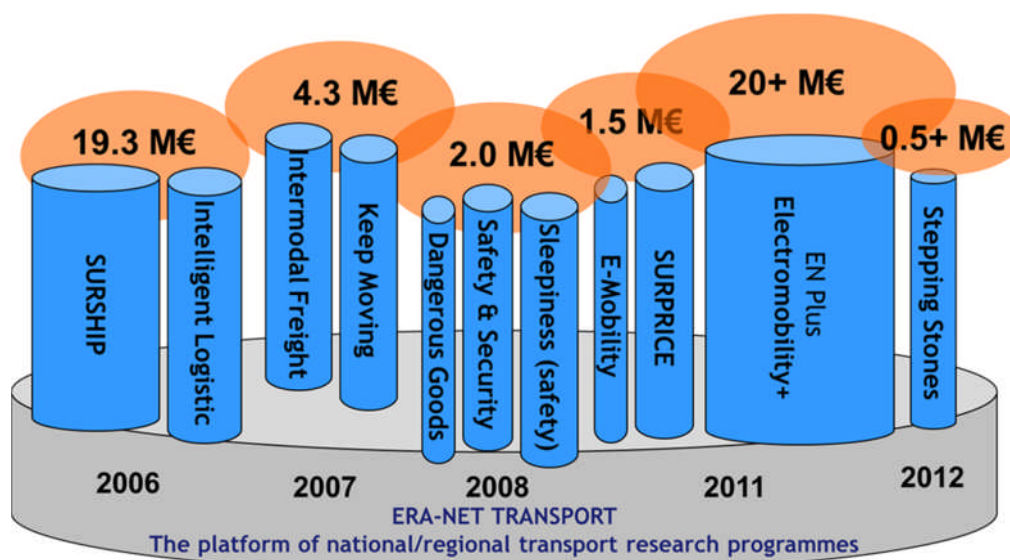 19.3 M€
4.3 M€
2.0 M€
1.5 M€
20+ M€
0.5+ M€
SURSHIP
Intelligent Logistic
Intermodal Freight
Keep Moving
Dangerous Goods
Safety & Security
Sleepiness (safety)
E-Mobility
SURPRICE
EN Plus
Electromobility+
Stepping Stones
2006
2007
2008
2011
2012
ERA-NET TRANSPORT
The platform of national/regional transport research programmes